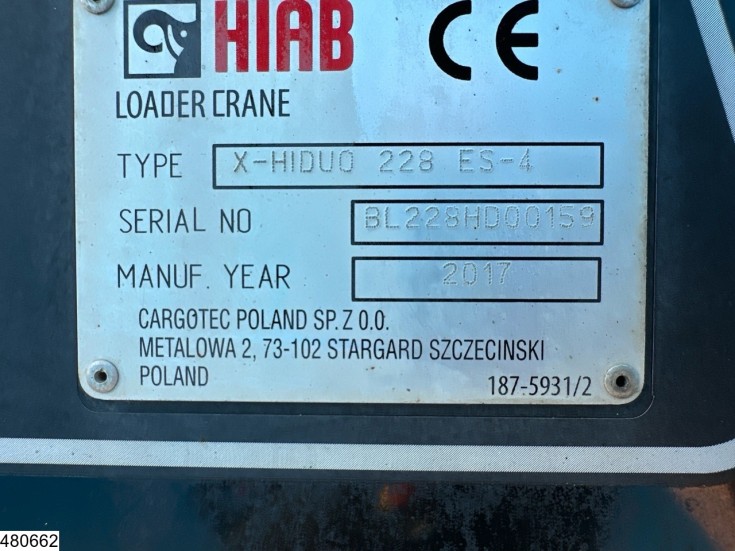 HIAB CE
LOADER CRANE
TYPE X-HIDUO 228 ES-4
SERIAL NO BL228HD00159
MANUF. YEAR 2017
CARGOTEC POLAND SP. Z O.O.
METALOWA 2, 73-102 STARGARD SZCZECINSKI
POLAND
187-5931/2
480662